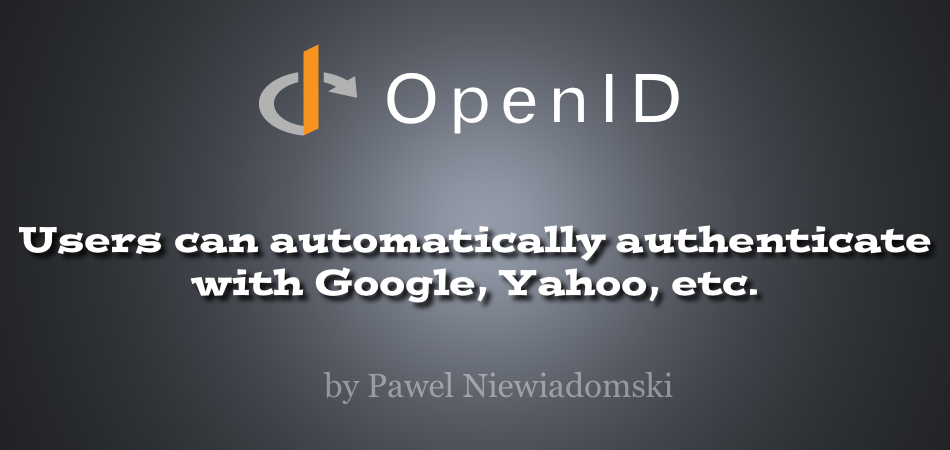 OpenID
Users can automatically authenticate
with Google, Yahoo, etc.
by Pawel Niewiadomski